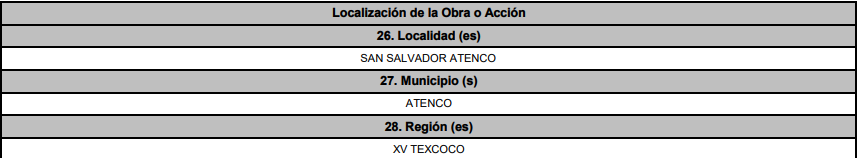 Localización de la Obra o Acción
26. Localidad (es)
SAN SALVADOR ATENCO
27. Municipio (s)
ATENCO
28. Región (es)
XV TEXCOCO